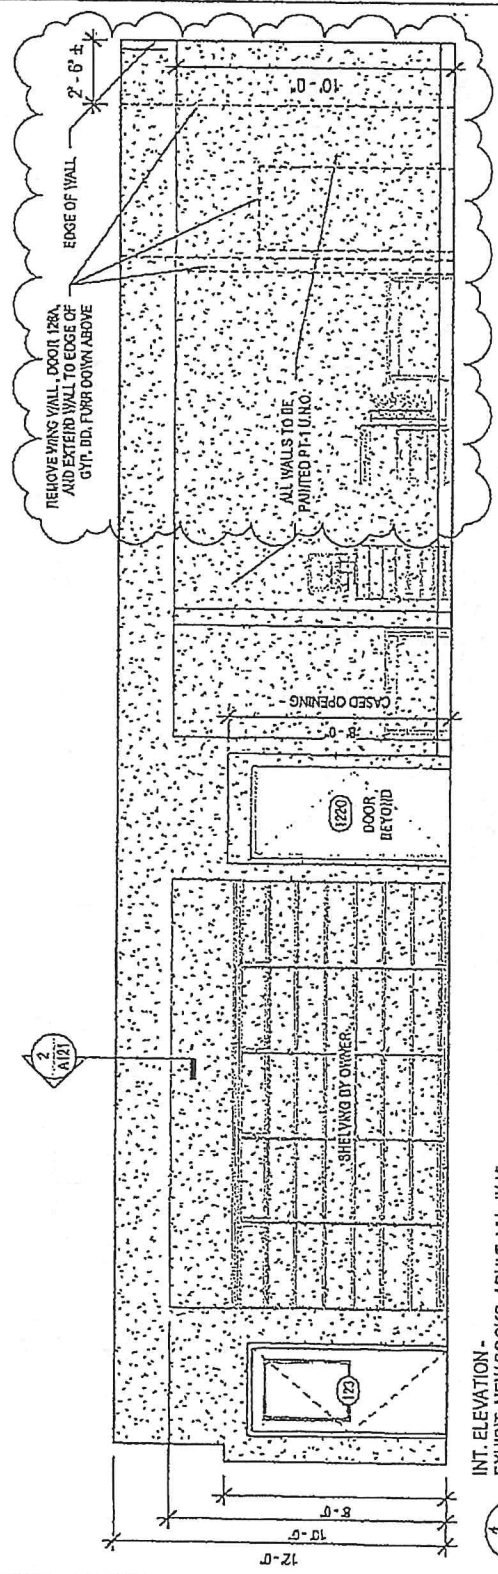 2' - 6" ±
EDGE OF WALL
REMOVE WING WALL, DOOR 128A,
AND EXTEND WALL TO EDGE OF
GYP. BD. FURR DOWN ABOVE
10' - 0"
ALL WALLS TO BE
PAINTED PT-1 U.N.O.
CASED OPENING
8' - 0"
1220
DOOR
BEYOND
2
A121
SHELVING BY OWNER
123
8' - 0"
10' - 0"
12' - 0"
INT. ELEVATION -
4